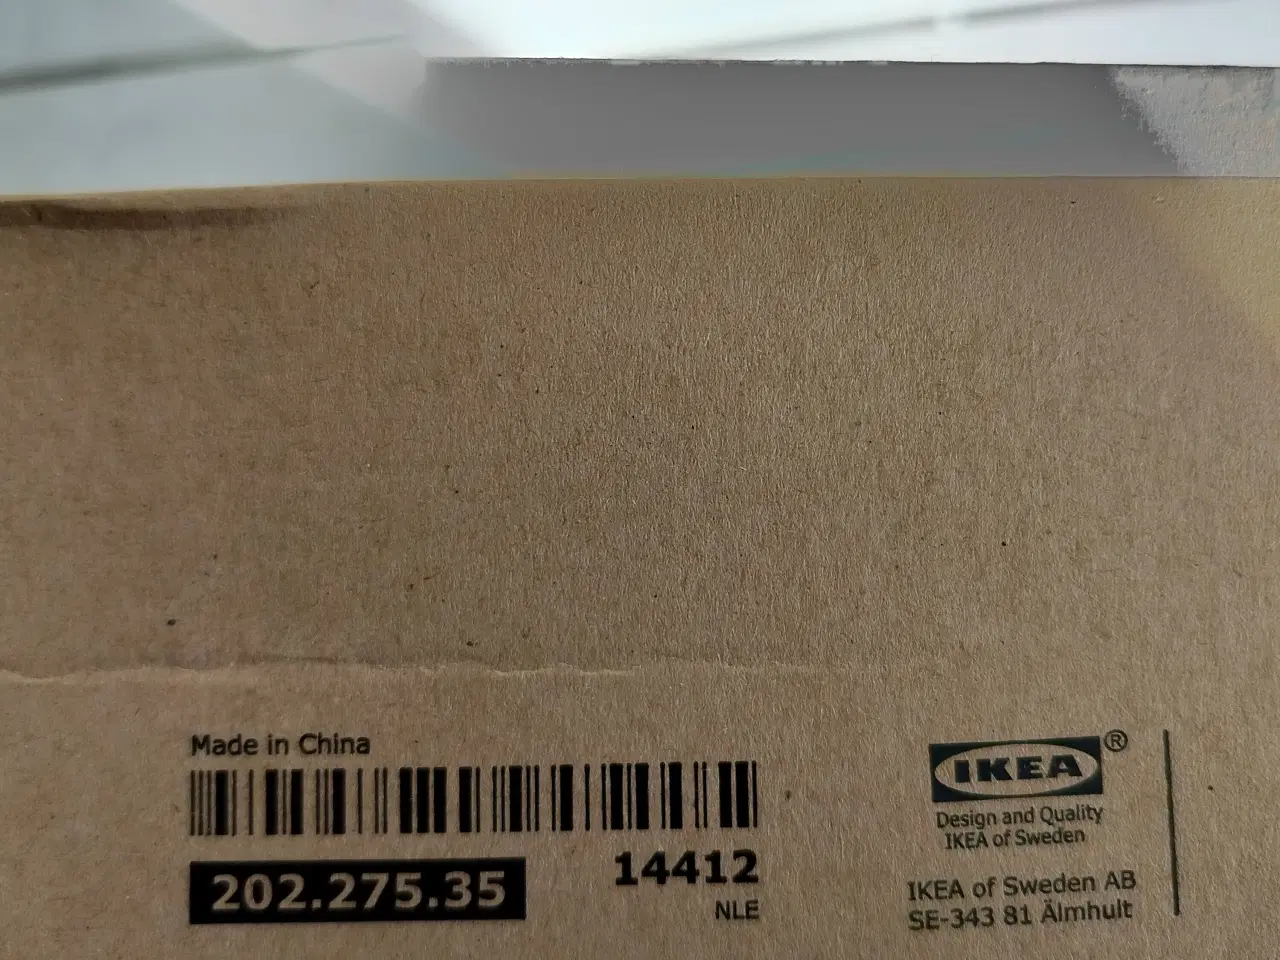 Made in China
202.275.35
14412
NLE
IKEA ®
Design and Quality
IKEA of Sweden
IKEA of Sweden AB
SE-343 81 Älmhult